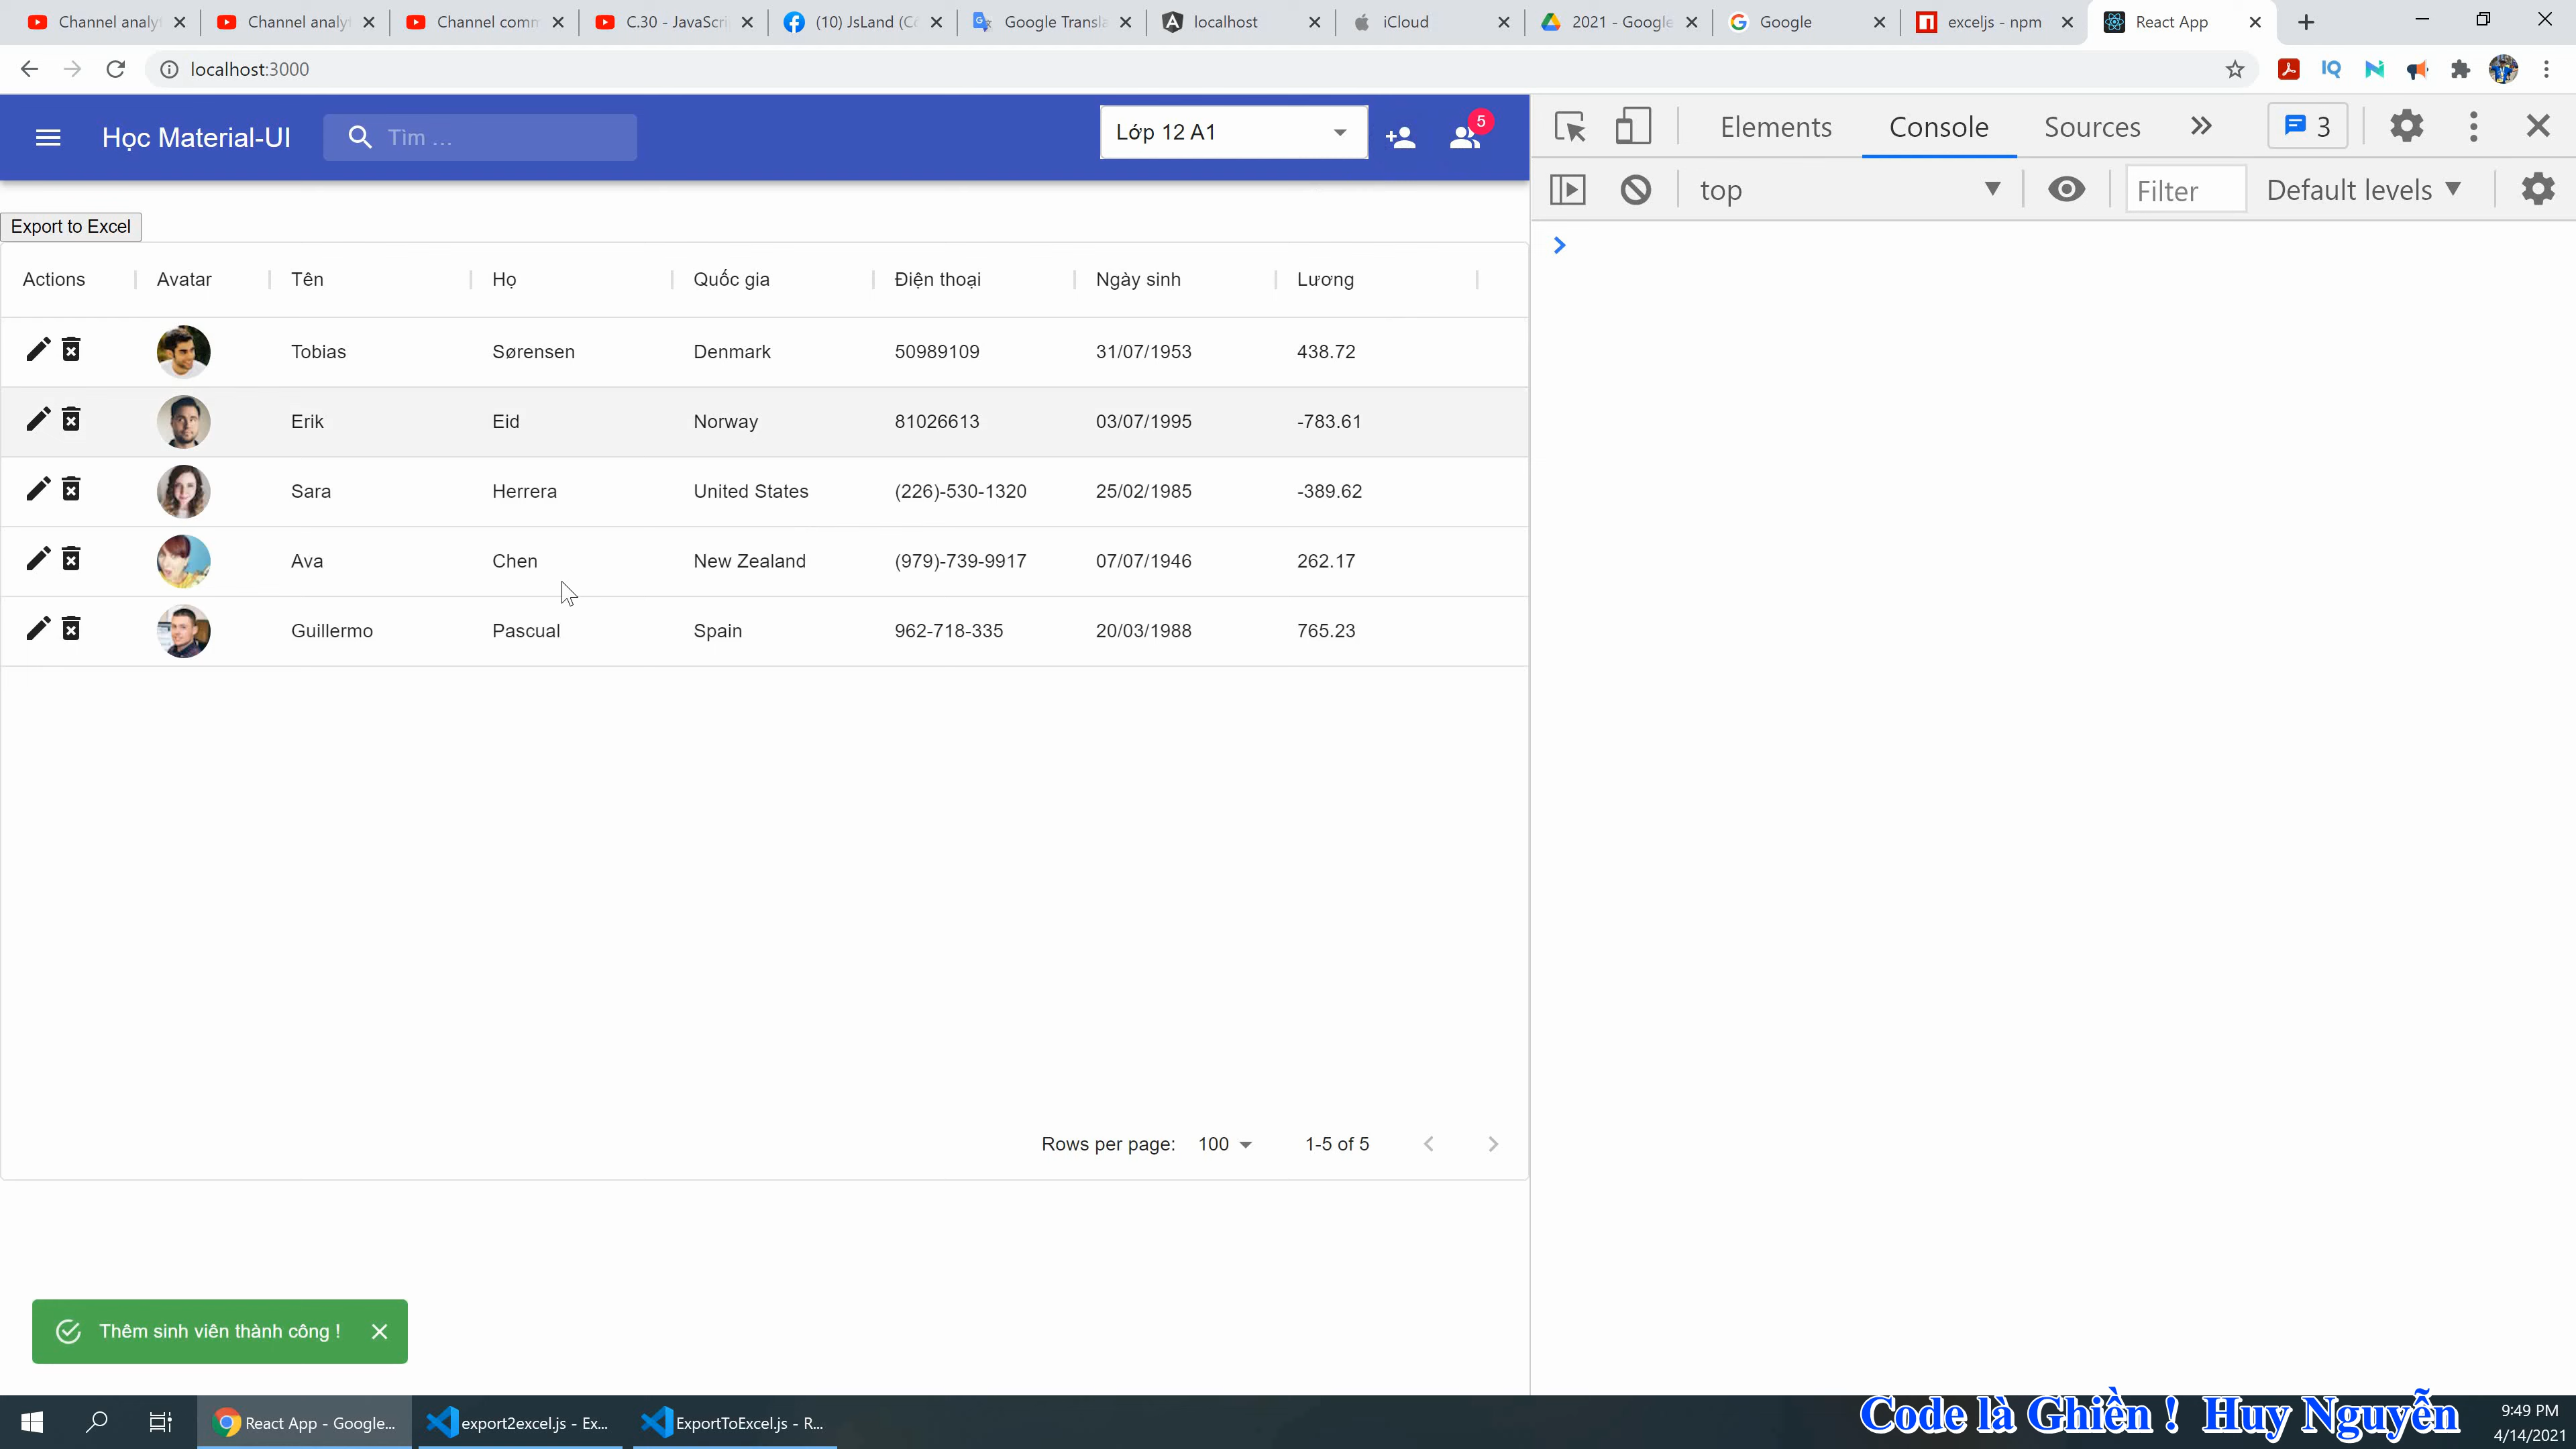 Channel analyt
Channel analyt
Channel comm
C.30 - JavaScri
(10) JsLand (Cô
Google Transla
localhost
iCloud
2021 - Google
Google
exceljs - npm
React App
localhost:3000
Học Material-UI
Tìm ...
Lớp 12 A1
5
Elements
Console
Sources
3
top
Filter
Default levels
Export to Excel
Actions Avatar Tên Họ Quốc gia Điện thoại Ngày sinh Lương
Tobias Sørensen Denmark 50989109 31/07/1953 438.72
Erik Eid Norway 81026613 03/07/1995 -783.61
Sara Herrera United States (226)-530-1320 25/02/1985 -389.62
Ava Chen New Zealand (979)-739-9917 07/07/1946 262.17
Guillermo Pascual Spain 962-718-335 20/03/1988 765.23
Rows per page: 100 1-5 of 5
Thêm sinh viên thành công !
React App - Google...
export2excel.js - Ex...
ExportToExcel.js - R...
Code là Ghiền ! Huy Nguyễn
9:49 PM
4/14/2021